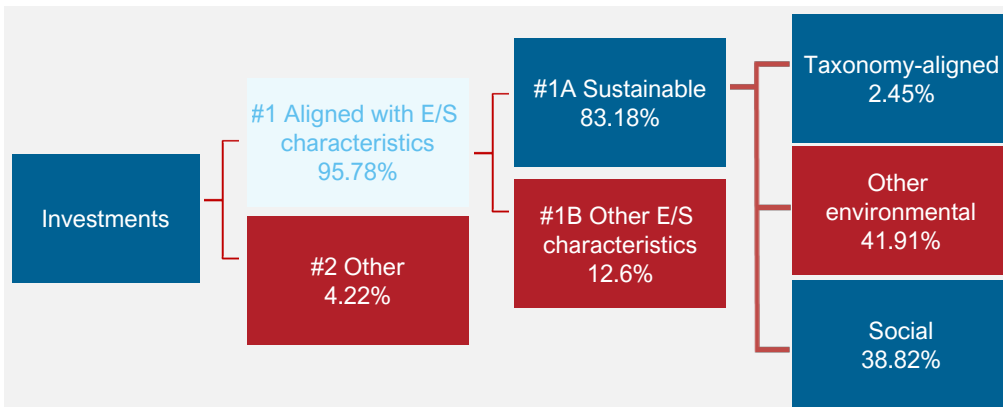 Investments
#1 Aligned with E/S
characteristics
95.78%
#2 Other
4.22%
#1A Sustainable
83.18%
#1B Other E/S
characteristics
12.6%
Taxonomy-aligned
2.45%
Other
environmental
41.91%
Social
38.82%